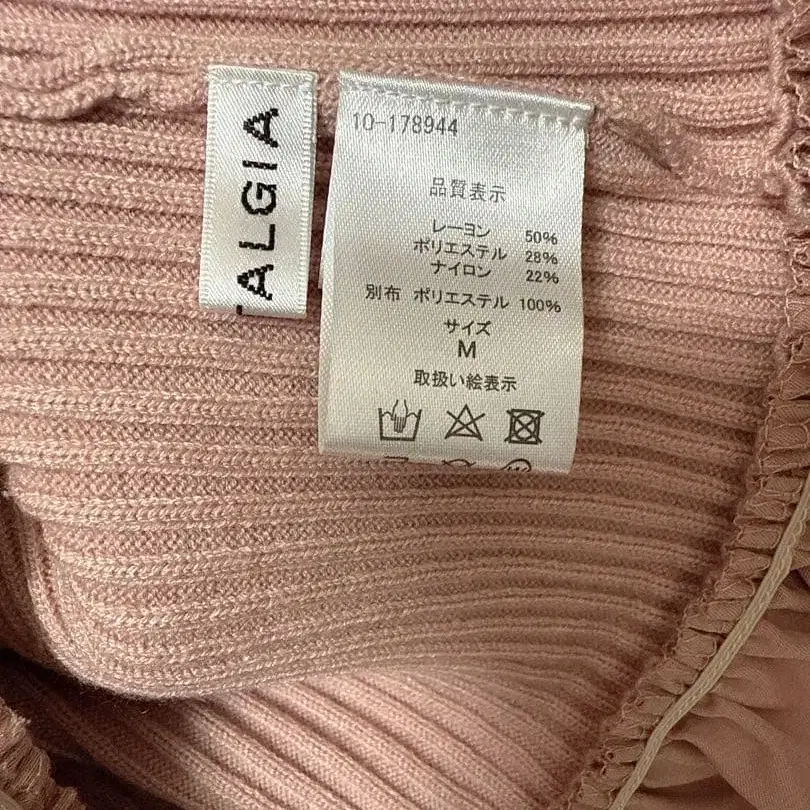 TALGIA
10-178944
品質表示
レーヨン 50%
ポリエステル 28%
ナイロン 22%
別布 ポリエステル 100%
サイズ
M
取扱い絵表示